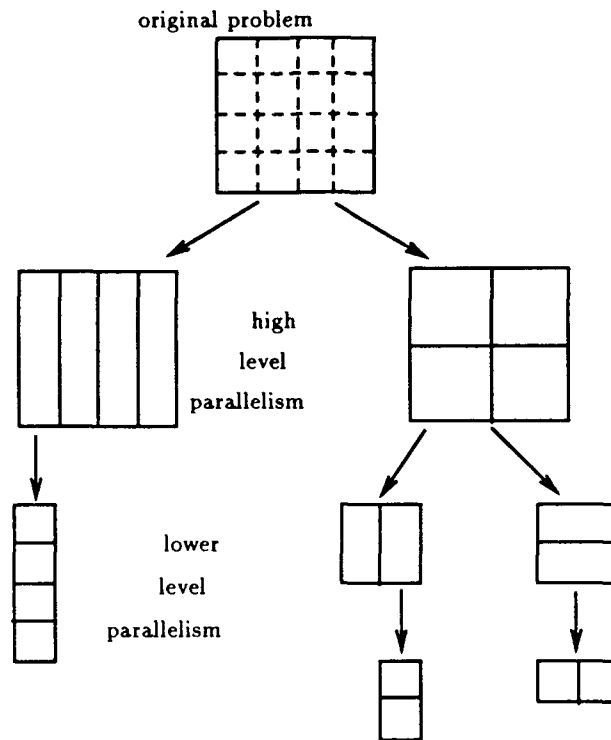 original problem
high
level
parallelism
lower
level
parallelism